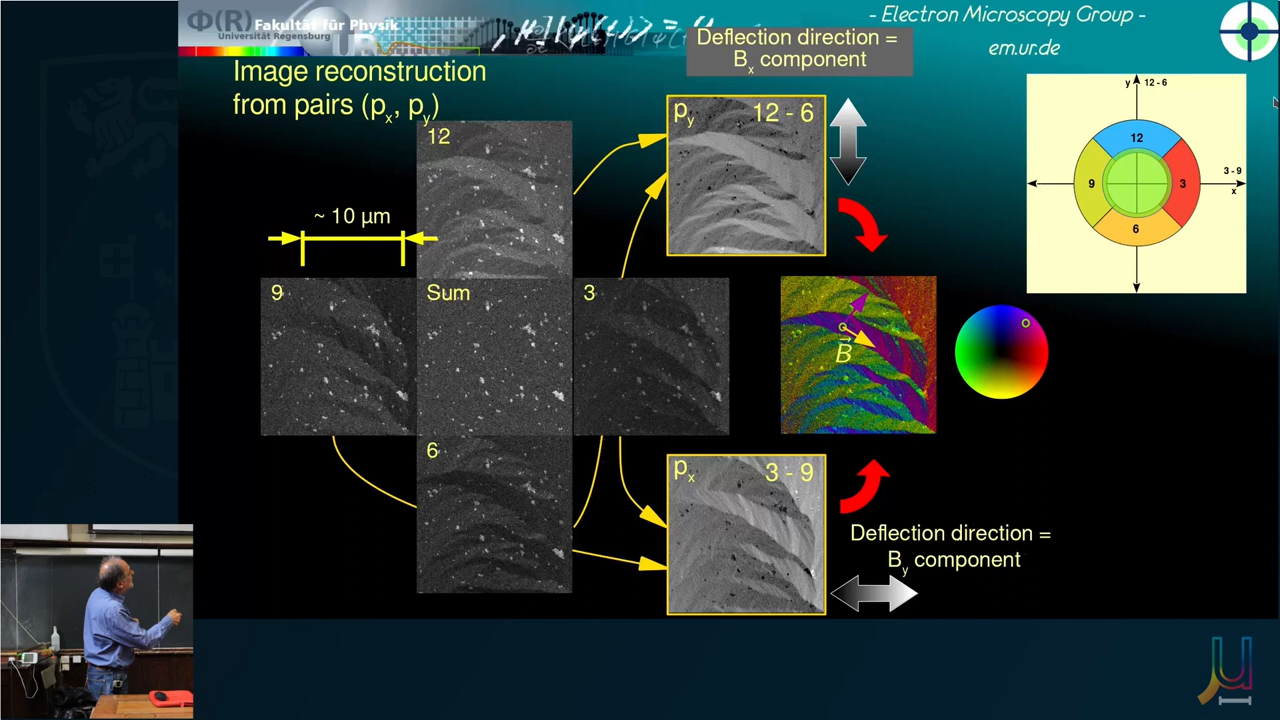 Φ(R) Fakultät für Physik
Universität Regensburg
UR
- Electron Microscopy Group -
em.ur.de
Image reconstruction
from pairs (px, py)
Deflection direction =
Bx component
12
py 12 - 6
y 12 - 6
12
9
3
3 - 9
x
6
~ 10 µm
9
Sum
3
B
6
px 3 - 9
Deflection direction =
By component
µ